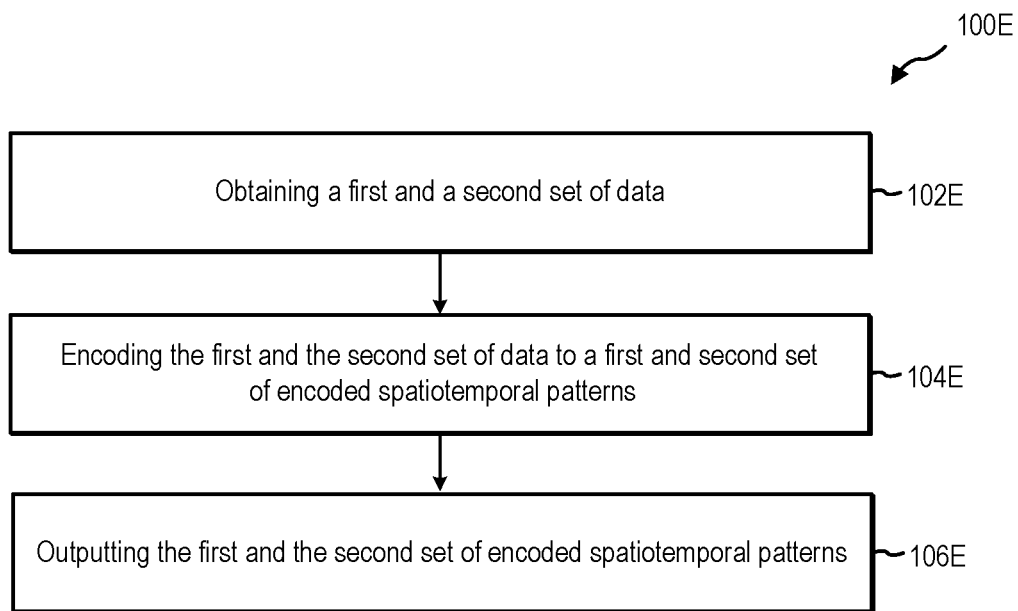 100E
Obtaining a first and a second set of data
102E
Encoding the first and the second set of data to a first and second set
of encoded spatiotemporal patterns
104E
Outputting the first and the second set of encoded spatiotemporal patterns
106E